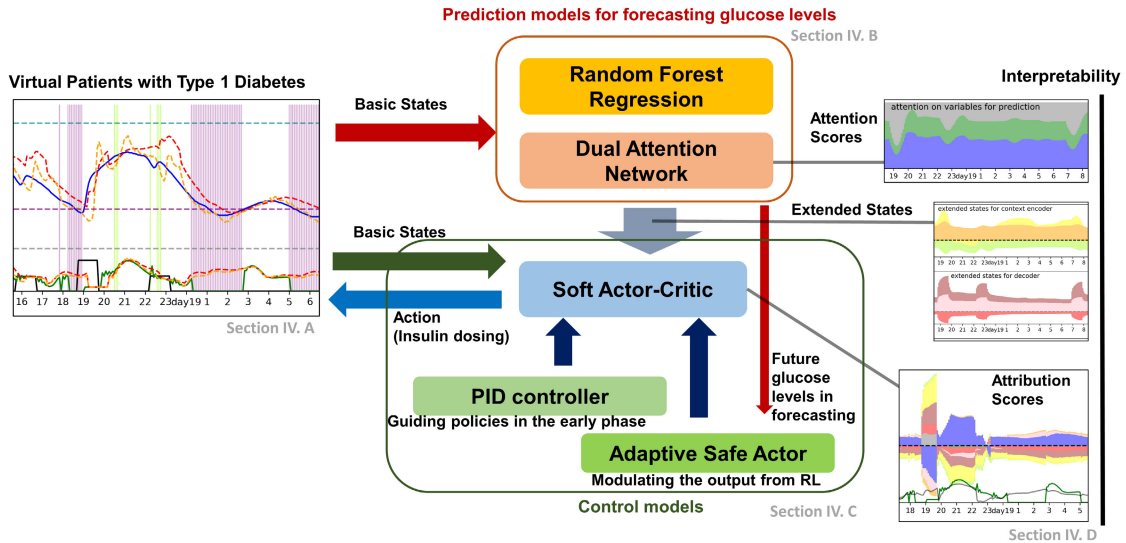 Prediction models for forecasting glucose levels
Section IV. B
Virtual Patients with Type 1 Diabetes
Interpretability
Random Forest
Regression
Basic States
attention on variables for prediction
Attention
Scores
Dual Attention
Network
19 20 21 22 23day19 1 2 3 4 5 6 7 8
Extended States
extended states for context encoder
19 20 21 22 23day19 1 2 3 4 5 6 7 8
Basic States
extended states for decoder
19 20 21 22 23day19 1 2 3 4 5 6 7 8
Soft Actor-Critic
16 17 18 19 20 21 22 23day19 1 2 3 4 5 6
Section IV. A
Action
(Insulin dosing)
Future
glucose
levels in
forecasting
Attribution
Scores
PID controller
Guiding policies in the early phase
Adaptive Safe Actor
Modulating the output from RL
Control models
Section IV. C
18 19 20 21 22 23day19 1 2 3 4 5
Section IV. D